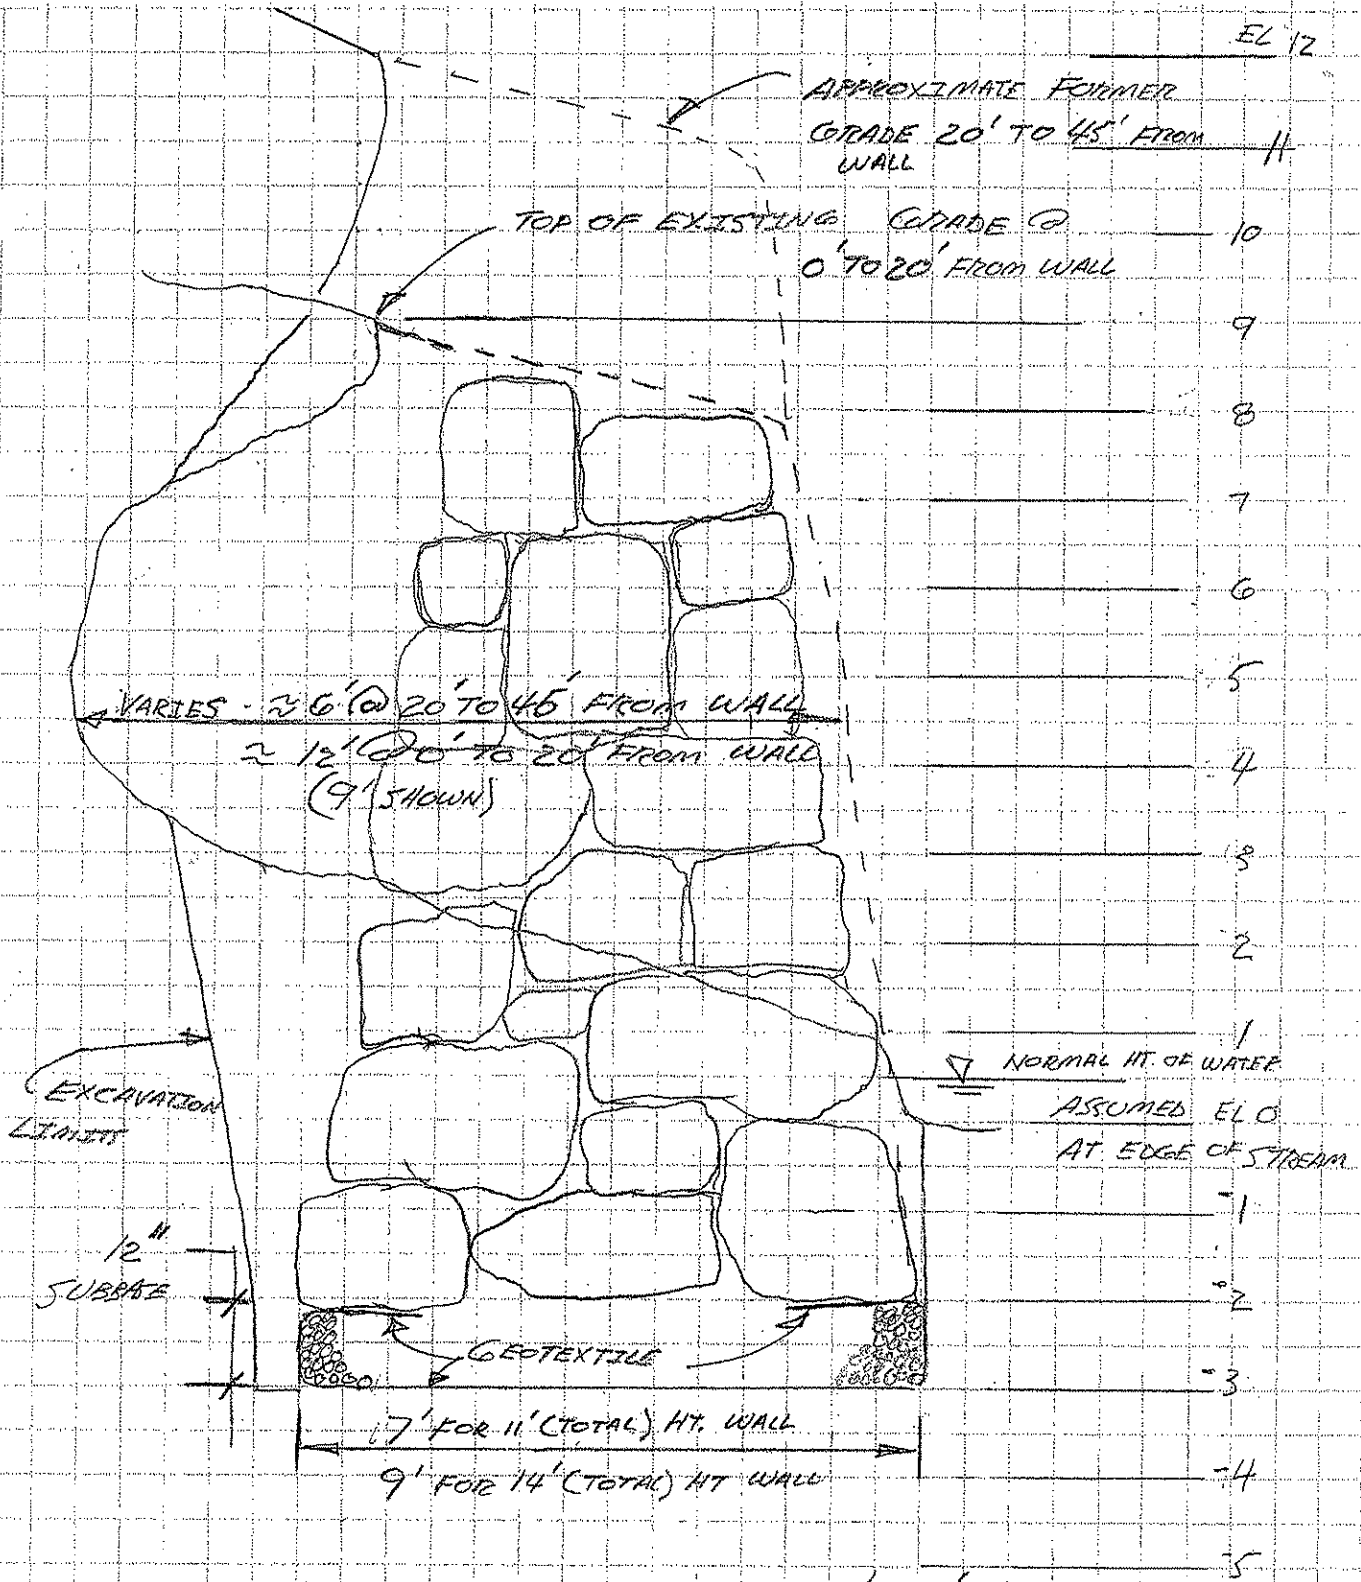 EL 12
APPROXIMATE FORMER
GRADE 20' TO 45' FROM
WALL
11
TOP OF EXISTING GRADE @
0' TO 20' FROM WALL
10
9
8
7
6
5
VARIES - ≈ 6' @ 20' TO 45' FROM WALL
≈ 12' @ 0' TO 20' FROM WALL
(9' SHOWN)
4
3
2
1
NORMAL HT. OF WATER
ASSUMED EL 0
AT EDGE OF STREAM
EXCAVATION
LIMITS
-1
12"
SUBBASE
-2
GEOTEXTILE
-3
7' FOR 11' (TOTAL) HT. WALL
9' FOR 14' (TOTAL) HT WALL
-4
-5